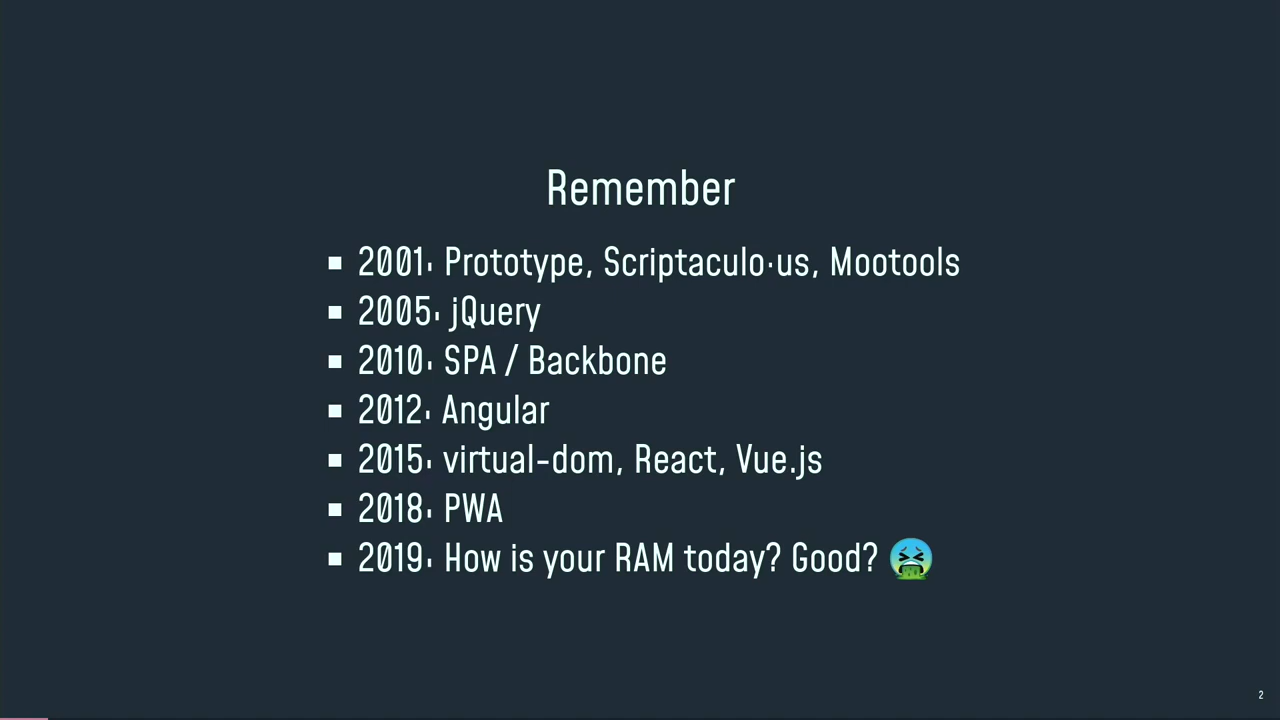 Remember
▪ 2001: Prototype, Scriptaculo·us, Mootools
▪ 2005: jQuery
▪ 2010: SPA / Backbone
▪ 2012: Angular
▪ 2015: virtual-dom, React, Vue.js
▪ 2018: PWA
▪ 2019: How is your RAM today? Good? 🤮
2